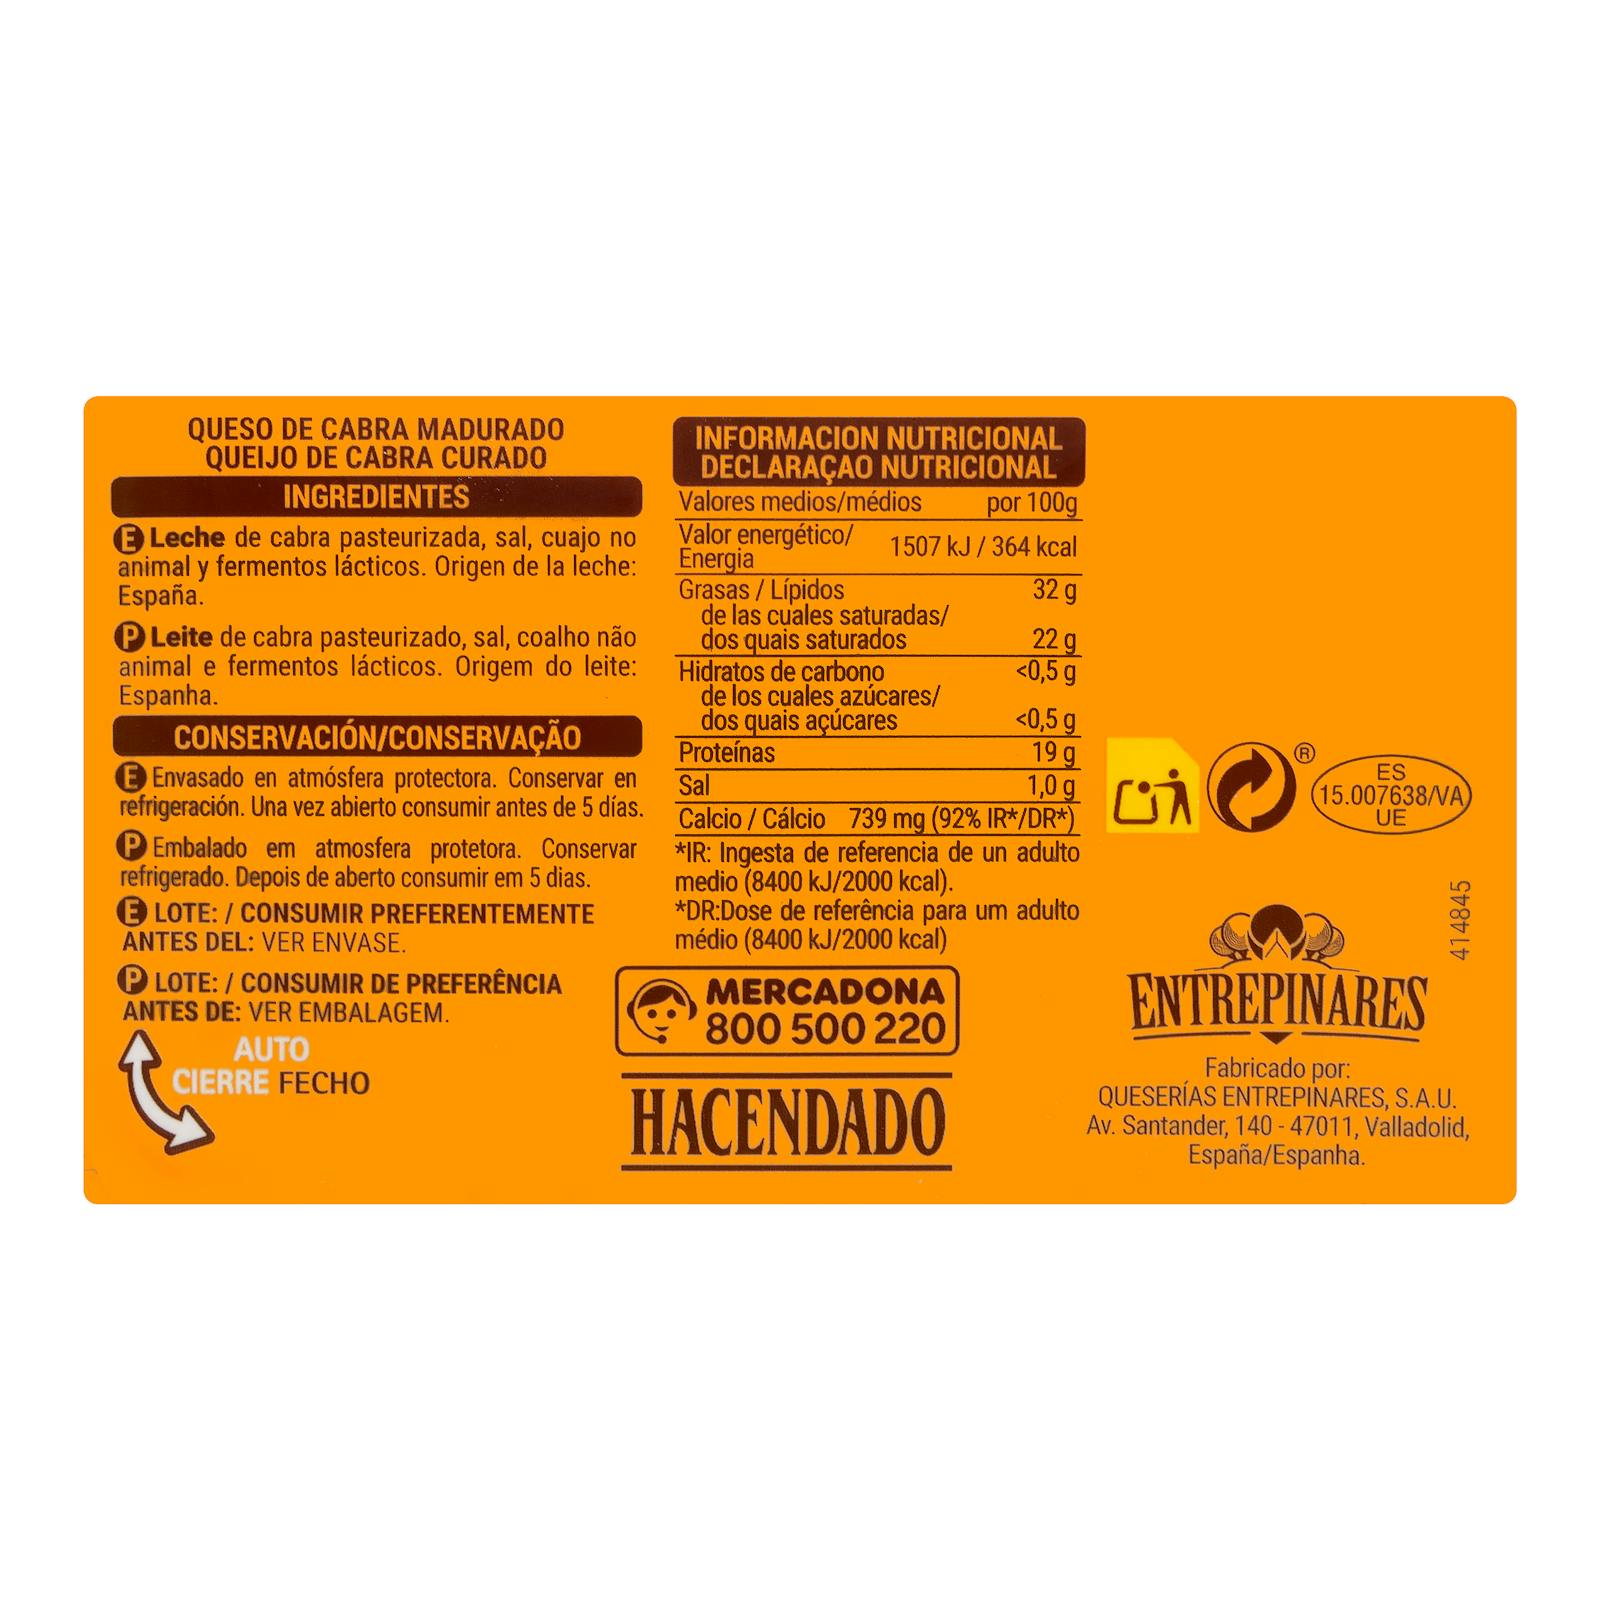 QUESO DE CABRA MADURADO
QUEIJO DE CABRA CURADO
INGREDIENTES
E Leche de cabra pasteurizada, sal, cuajo no
animal y fermentos lácticos. Origen de la leche:
España.
P Leite de cabra pasteurizado, sal, coalho não
animal e fermentos lácticos. Origem do leite:
Espanha.
CONSERVACIÓN/CONSERVAÇÃO
E Envasado en atmósfera protectora. Conservar en
refrigeración. Una vez abierto consumir antes de 5 días.
P Embalado em atmosfera protetora. Conservar
refrigerado. Depois de aberto consumir em 5 dias.
E LOTE: / CONSUMIR PREFERENTEMENTE
ANTES DEL: VER ENVASE.
P LOTE: / CONSUMIR DE PREFERÊNCIA
ANTES DE: VER EMBALAGEM.
AUTO
CIERRE FECHO
INFORMACION NUTRICIONAL
DECLARAÇAO NUTRICIONAL
Valores medios/médios por 100g
Valor energético/
Energia 1507 kJ / 364 kcal
Grasas / Lípidos 32 g
de las cuales saturadas/
dos quais saturados 22 g
Hidratos de carbono <0,5 g
de los cuales azúcares/
dos quais açúcares <0,5 g
Proteínas 19 g
Sal 1,0 g
Calcio / Cálcio 739 mg (92% IR*/DR*)
*IR: Ingesta de referencia de un adulto
medio (8400 kJ/2000 kcal).
*DR:Dose de referência para um adulto
médio (8400 kJ/2000 kcal)
MERCADONA
800 500 220
HACENDADO
®
ES
15.007638/VA
UE
414845
ENTREPINARES
Fabricado por:
QUESERÍAS ENTREPINARES, S.A.U.
Av. Santander, 140 - 47011, Valladolid,
España/Espanha.